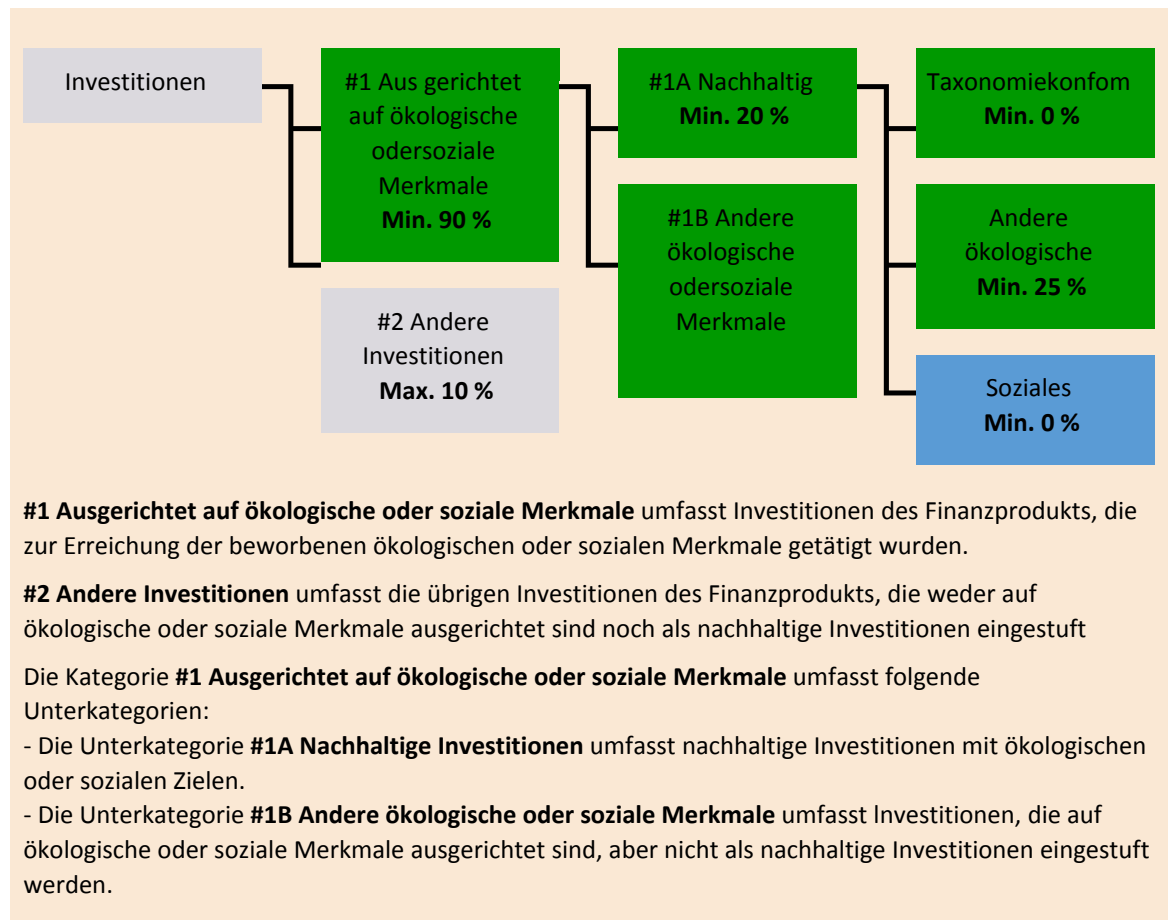 Investitionen
#1 Aus gerichtet
auf ökologische
odersoziale
Merkmale
Min. 90 %
#2 Andere
Investitionen
Max. 10 %
#1A Nachhaltig
Min. 20 %
#1B Andere
ökologische
odersoziale
Merkmale
Taxonomiekonfom
Min. 0 %
Andere
ökologische
Min. 25 %
Soziales
Min. 0 %
#1 Ausgerichtet auf ökologische oder soziale Merkmale umfasst Investitionen des Finanzprodukts, die
zur Erreichung der beworbenen ökologischen oder sozialen Merkmale getätigt wurden.
#2 Andere Investitionen umfasst die übrigen Investitionen des Finanzprodukts, die weder auf
ökologische oder soziale Merkmale ausgerichtet sind noch als nachhaltige Investitionen eingestuft
Die Kategorie #1 Ausgerichtet auf ökologische oder soziale Merkmale umfasst folgende
Unterkategorien:
- Die Unterkategorie #1A Nachhaltige Investitionen umfasst nachhaltige Investitionen mit ökologischen
oder sozialen Zielen.
- Die Unterkategorie #1B Andere ökologische oder soziale Merkmale umfasst lnvestitionen, die auf
ökologische oder soziale Merkmale ausgerichtet sind, aber nicht als nachhaltige Investitionen eingestuft
werden.